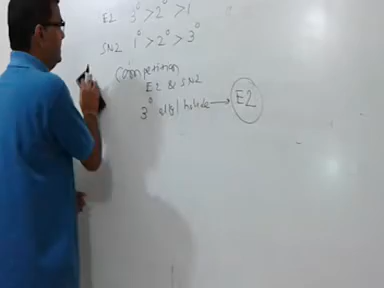 E2 3° > 2° > 1
SN2 1° > 2° > 3°
Competition
E2 & SN2
3° alkyl halide → E2